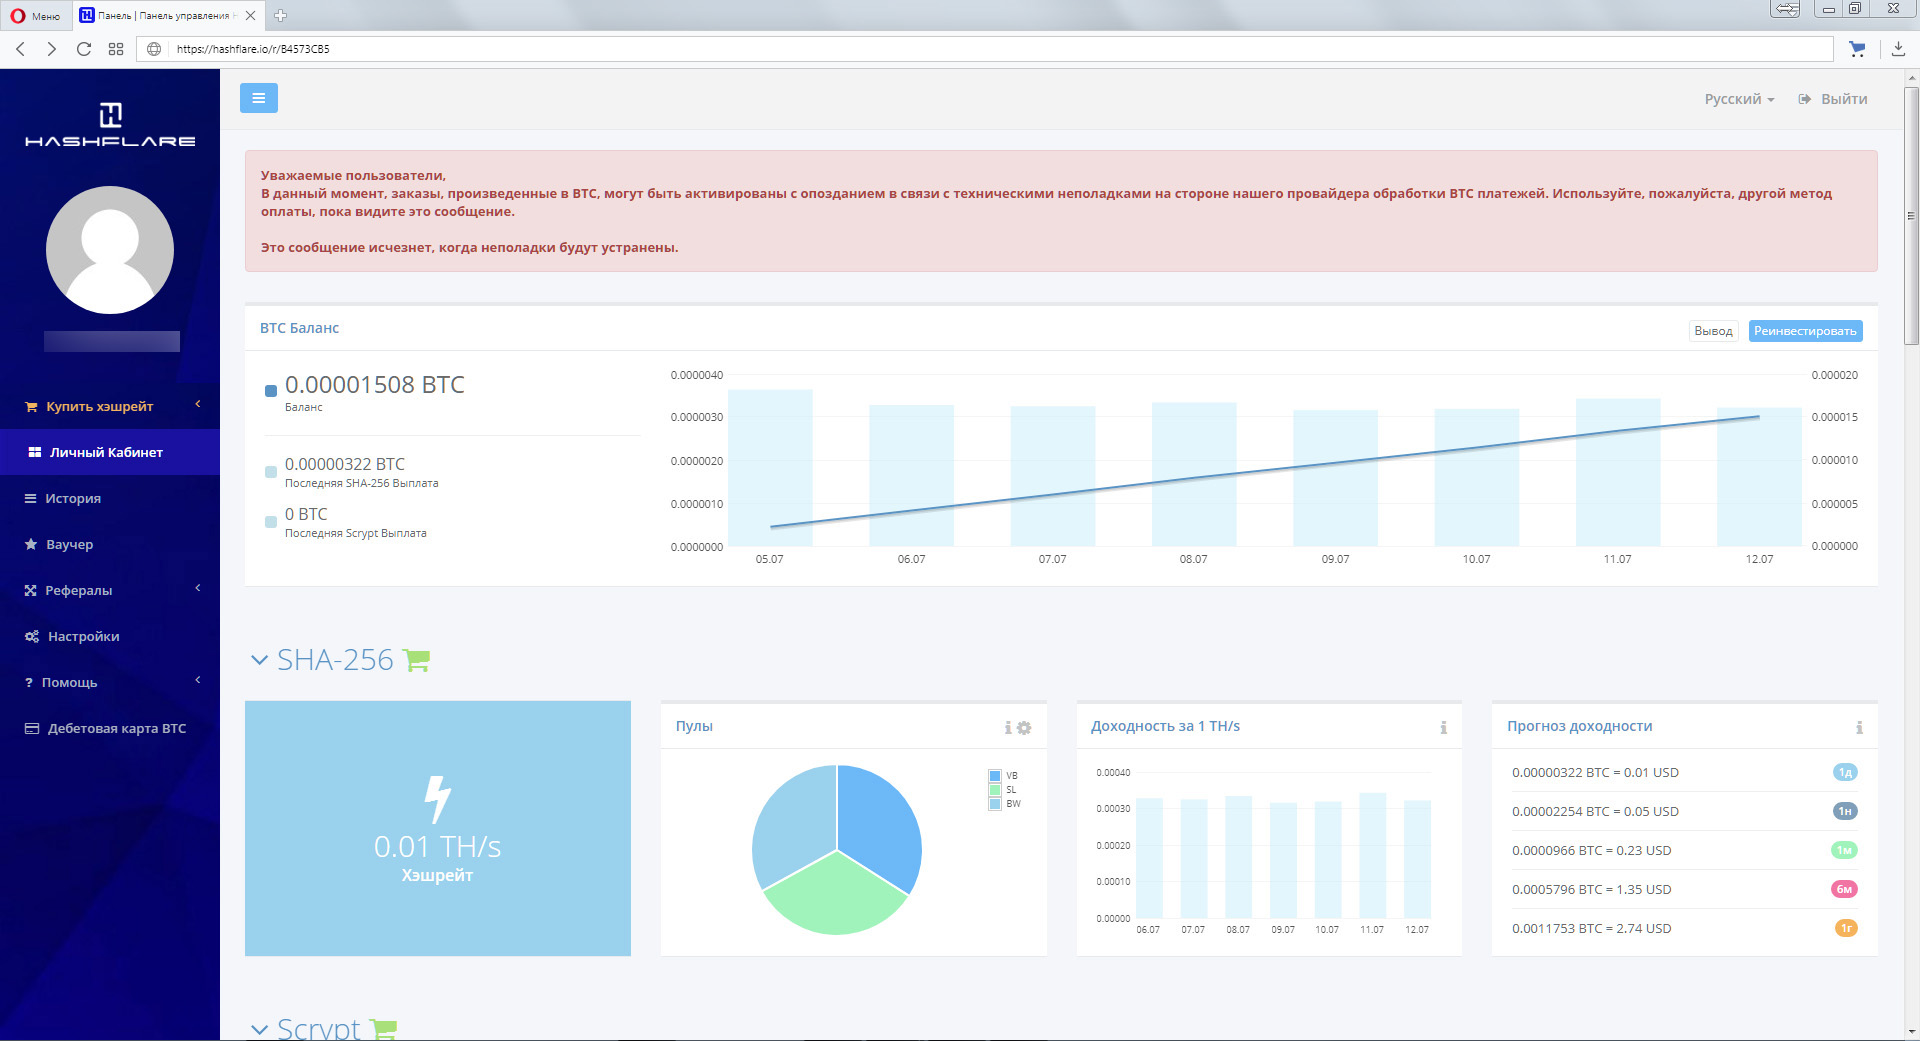 Меню
Панель | Панель управления
https://hashflare.io/r/B4573CB5
HASHFLARE
Русский
Выйти
Уважаемые пользователи,
В данный момент, заказы, произведенные в BTC, могут быть активированы с опозданием в связи с техническими неполадками на стороне нашего провайдера обработки BTC платежей. Используйте, пожалуйста, другой метод
оплаты, пока видите это сообщение.
Это сообщение исчезнет, когда неполадки будут устранены.
Купить хэшрейт
Личный Кабинет
История
Ваучер
Рефералы
Настройки
? Помощь
Дебетовая карта BTC
BTC Баланс
Вывод
Реинвестировать
0.00001508 BTC
Баланс
0.00000322 BTC
Последняя SHA-256 Выплата
0 BTC
Последняя Scrypt Выплата
0.0000040
0.0000030
0.0000020
0.0000010
0.0000000
0.000020
0.000015
0.000010
0.000005
0.000000
05.07 06.07 07.07 08.07 09.07 10.07 11.07 12.07
SHA-256
0.01 TH/s
Хэшрейт
Пулы
VB
SL
BW
Доходность за 1 TH/s
0.00040
0.00030
0.00020
0.00010
0.00000
06.07 07.07 08.07 09.07 10.07 11.07 12.07
Прогноз доходности
0.00000322 BTC = 0.01 USD 1д
0.00002254 BTC = 0.05 USD 1н
0.0000966 BTC = 0.23 USD 1м
0.0005796 BTC = 1.35 USD 6м
0.0011753 BTC = 2.74 USD 1г
Scrypt